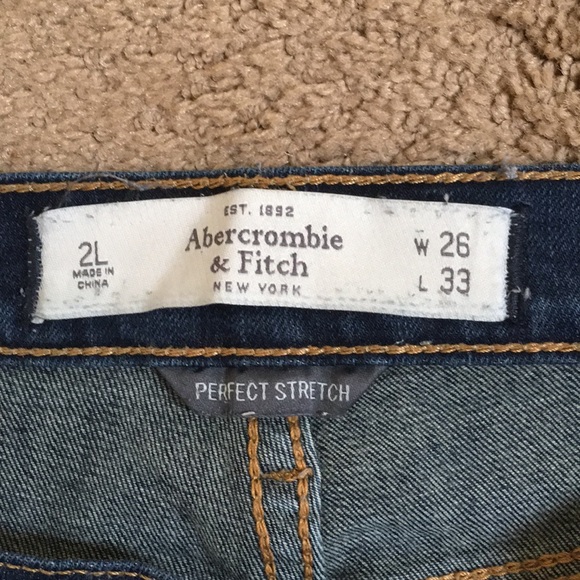 2L
MADE IN
CHINA
EST. 1892
Abercrombie
& Fitch
NEW YORK
W 26
L 33
PERFECT STRETCH